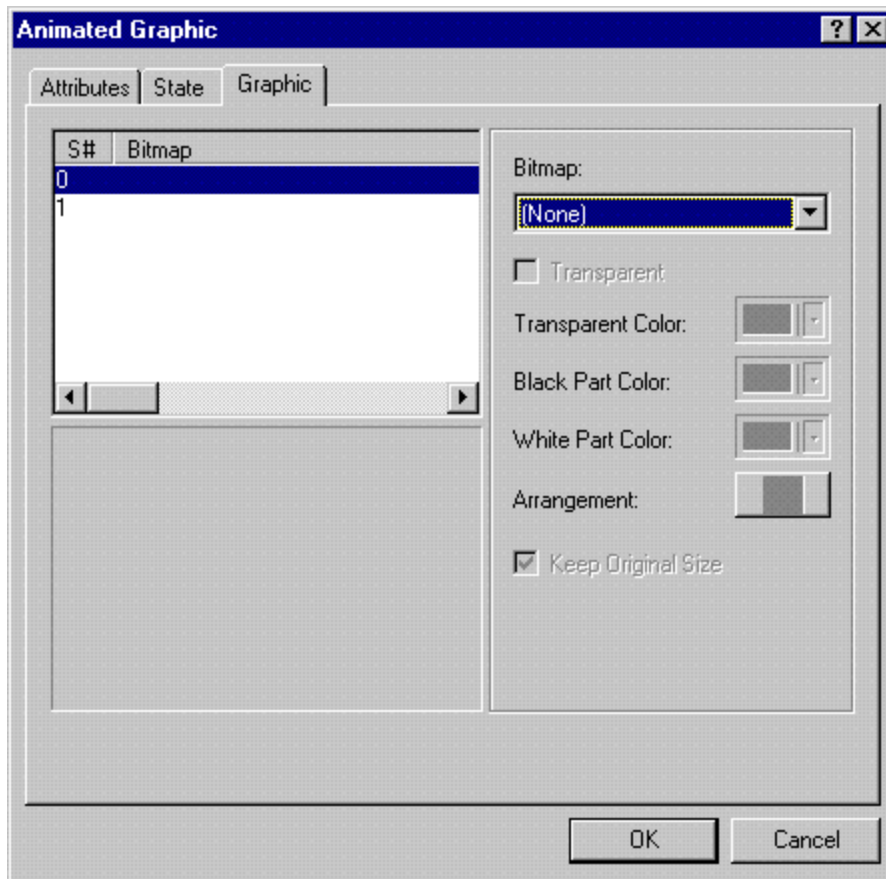 Animated Graphic
Attributes State Graphic
S# Bitmap
0
1
Bitmap:
(None)
Transparent
Transparent Color:
Black Part Color:
White Part Color:
Arrangement:
Keep Original Size
OK Cancel